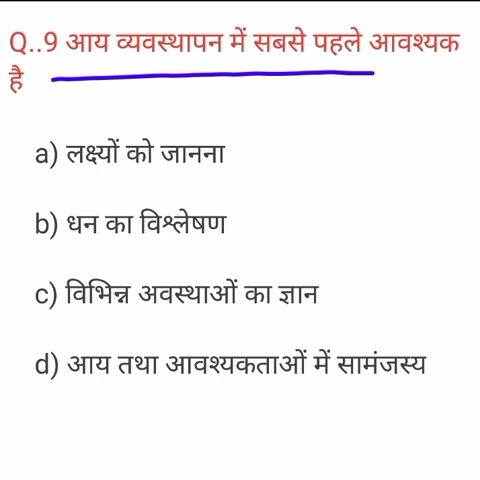 Q..9 आय व्यवस्थापन में सबसे पहले आवश्यक
है
a) लक्ष्यों को जानना
b) धन का विश्लेषण
c) विभिन्न अवस्थाओं का ज्ञान
d) आय तथा आवश्यकताओं में सामंजस्य